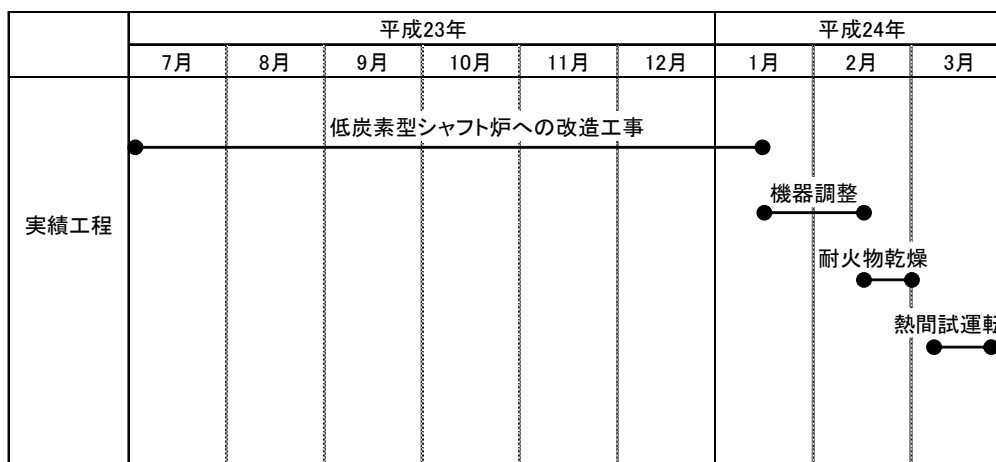 平成23年 平成24年
7月 8月 9月 10月 11月 12月 1月 2月 3月
低炭素型シャフト炉への改造工事
機器調整
実績工程
耐火物乾燥
熱間試運転